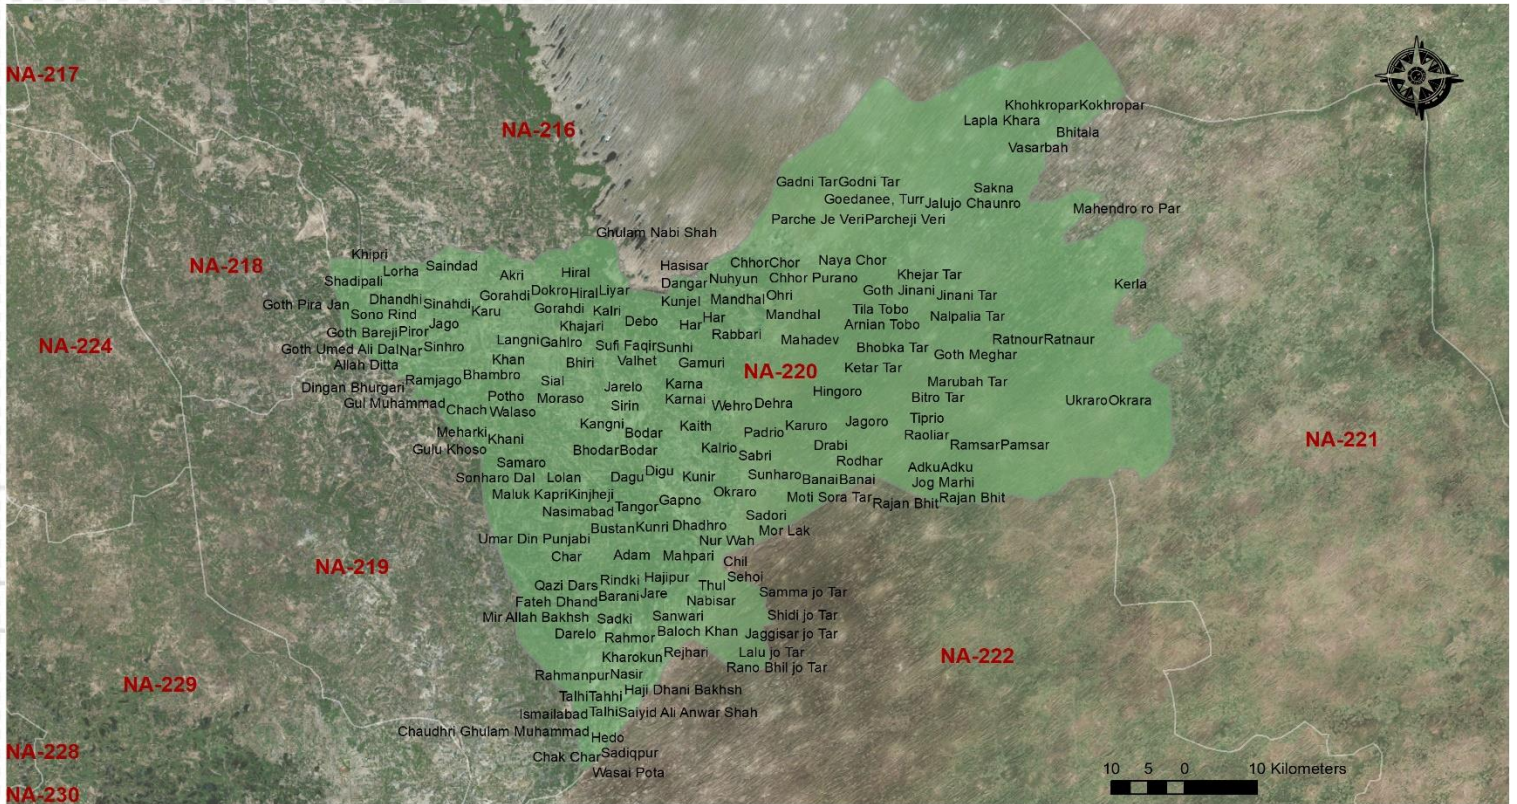 NA-217
KhohkroparKokhropar
Lapla Khara
NA-216
Bhitala
Vasarbah
Gadni TarGodni Tar
Sakna
Goedanee, Turr
Jalujo Chaunro
Mahendro ro Par
Parche Je VeriParcheji Veri
Ghulam Nabi Shah
Khipri
NA-218
Saindad
Hasisar
ChhorChor
Naya Chor
Lorha
Akri
Hiral
Shadipali
Dangar
Nuhyun
Chhor Purano
Khejar Tar
Kerla
Dokro
Hiral
Liyar
Goth Jinani
Jinani Tar
Goth Pira Jan
Dhandhi
Sinahdi
Gorahdi
Kunjel
Mandhal
Ohri
Sono Rind
Karu
Gorahdi
Kalri
Har
Mandhal
Tila Tobo
Nalpalia Tar
Goth Bareji
Piror
Jago
Khajari
Debo
Har
Rabbari
Arnian Tobo
NA-224
Goth Umed Ali Dal
Nar
Sinhro
Langni
Gahiro
Sufi Faqir
Sunhi
Mahadev
Bhobka Tar
RatnourRatnaur
Goth Meghar
Allah Ditta
Khan
Bhiri
Valhet
Gamuri
NA-220
Ketar Tar
Dingan Bhurgari
Ramjago
Bhambro
Sial
Jarelo
Karna
Marubah Tar
Gul Muhammad
Potho
Moraso
Karnai
Hingoro
Bitro Tar
UkraroOkrara
Chach
Walaso
Sirin
Wehro
Dehra
Kangni
Kaith
Karuro
Jagoro
Tiprio
Meharki
Khani
Bodar
Padrio
Raoliar
NA-221
Gulu Khoso
BhodarBodar
Kalrio
Sabri
Drabi
RamsarPamsar
Samaro
Rodhar
AdkuAdku
Sonharo Dal
Lolan
Dagu
Digu
Kunir
Sunharo
BanaiBanai
Jog Marhi
Maluk Kapri
Kinjheji
Gapno
Okraro
Moti Sora Tar
Rajan Bhit
Rajan Bhit
Nasimabad
Tangor
Sadori
Bustan
Kunri
Dhadhro
Mor Lak
Umar Din Punjabi
Nur Wah
NA-219
Char
Adam
Mahpari
Chil
Qazi Dars
Rindki
Hajipur
Thul
Sehoi
Fateh Dhand
Barani
Jare
Nabisar
Samma jo Tar
Mir Allah Bakhsh
Sadki
Sanwari
Shidi jo Tar
Darelo
Rahmor
Baloch Khan
Jaggisar jo Tar
Kharokun
Rejhari
Lalu jo Tar
NA-222
Rahmanpur
Nasir
Rano Bhil jo Tar
NA-229
TalhiTahhi
Haji Dhani Bakhsh
Ismailabad
Talhi
Saiyid Ali Anwar Shah
Chaudhri Ghulam Muhammad
Hedo
NA-228
Chak Char
Sadiqpur
Wasai Pota
10 5 0 10 Kilometers
NA-230